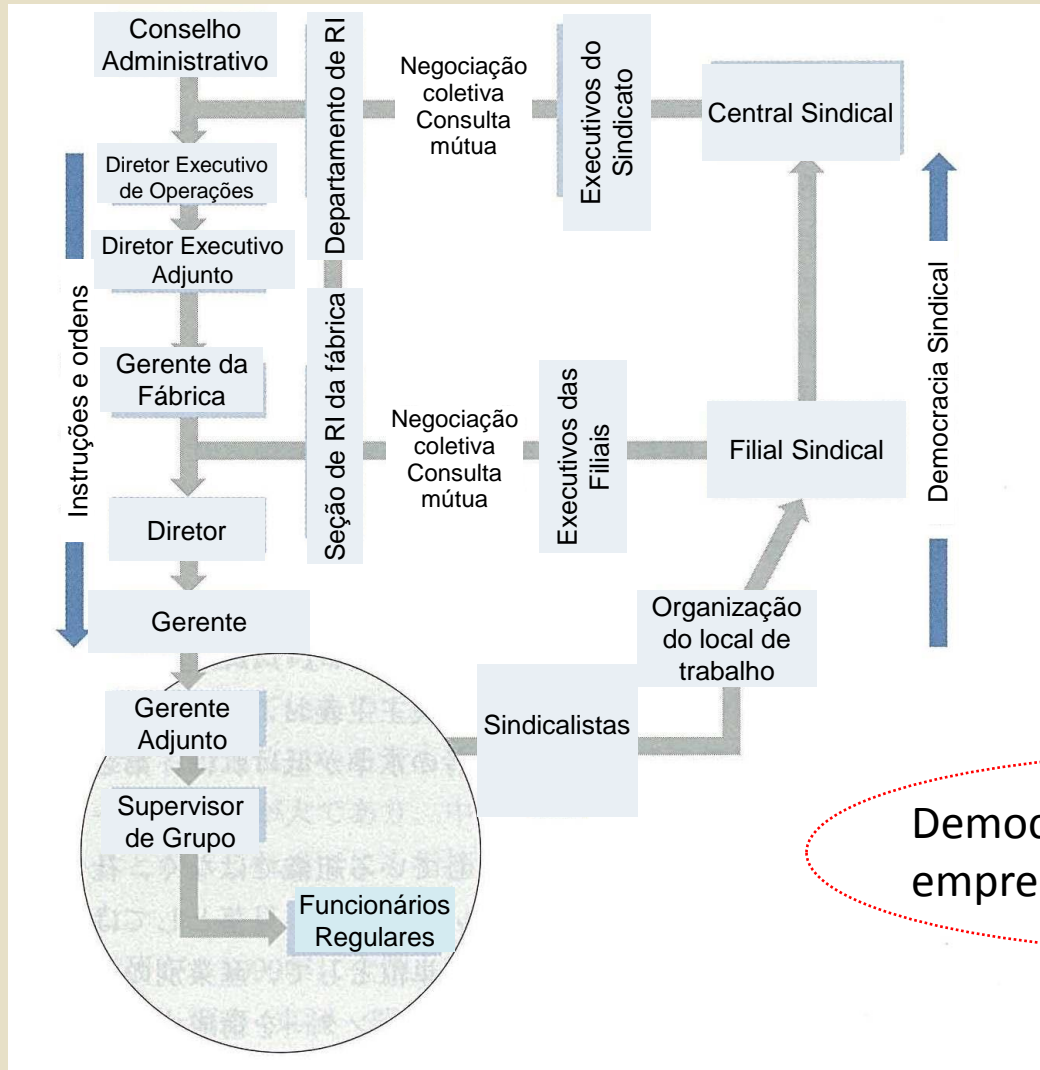 Conselho
Administrativo
Departamento de RI
Negociação
coletiva
Consulta
mútua
Executivos do
Sindicato
Central Sindical
Diretor Executivo
de Operações
Diretor Executivo
Adjunto
Instruções e ordens
Gerente da
Fábrica
Seção de RI da fábrica
Negociação
coletiva
Consulta
mútua
Executivos das
Filiais
Filial Sindical
Democracia Sindical
Diretor
Gerente
Organização
do local de
trabalho
Gerente
Adjunto
Sindicalistas
Supervisor
de Grupo
Funcionários
Regulares